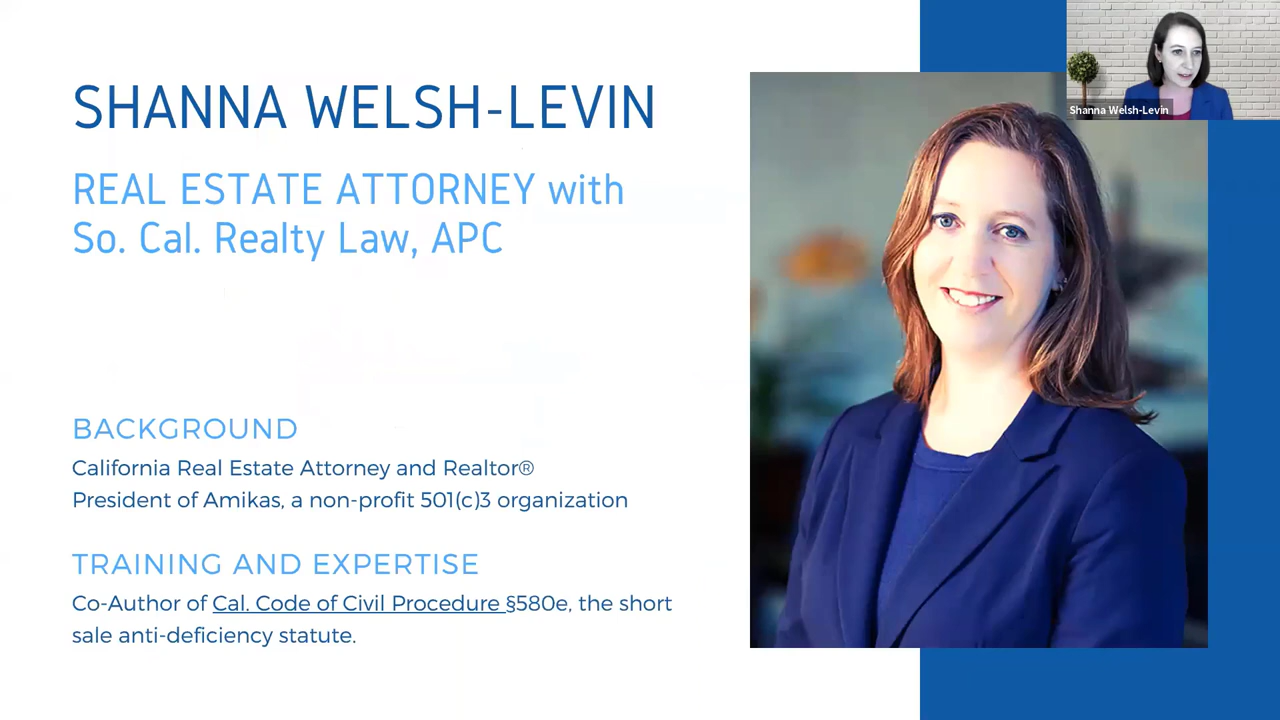 SHANNA WELSH-LEVIN
REAL ESTATE ATTORNEY with
So. Cal. Realty Law, APC
BACKGROUND
California Real Estate Attorney and Realtor®
President of Amikas, a non-profit 501(c)3 organization
TRAINING AND EXPERTISE
Co-Author of Cal. Code of Civil Procedure §580e, the short
sale anti-deficiency statute.
Shanna Welsh-Levin